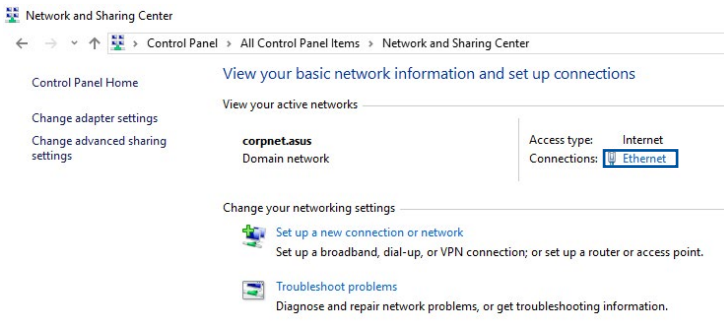 Network and Sharing Center
Control Panel > All Control Panel Items > Network and Sharing Center
Control Panel Home
Change adapter settings
Change advanced sharing
settings
View your basic network information and set up connections
View your active networks
corpnet.asus
Domain network
Access type: Internet
Connections: Ethernet
Change your networking settings
Set up a new connection or network
Set up a broadband, dial-up, or VPN connection; or set up a router or access point.
Troubleshoot problems
Diagnose and repair network problems, or get troubleshooting information.